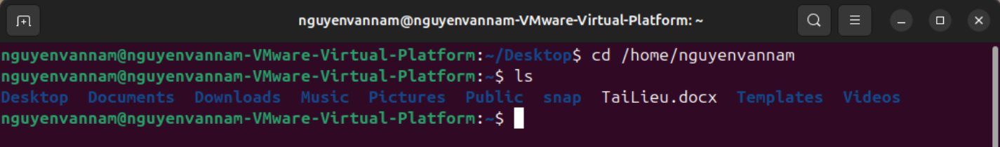 nguyenvannam@nguyenvannam-VMware-Virtual-Platform: ~
nguyenvannam@nguyenvannam-VMware-Virtual-Platform:~/Desktop$ cd /home/nguyenvannam
nguyenvannam@nguyenvannam-VMware-Virtual-Platform:~$ ls
Desktop Documents Downloads Music Pictures Public snap TaiLieu.docx Templates Videos
nguyenvannam@nguyenvannam-VMware-Virtual-Platform:~$